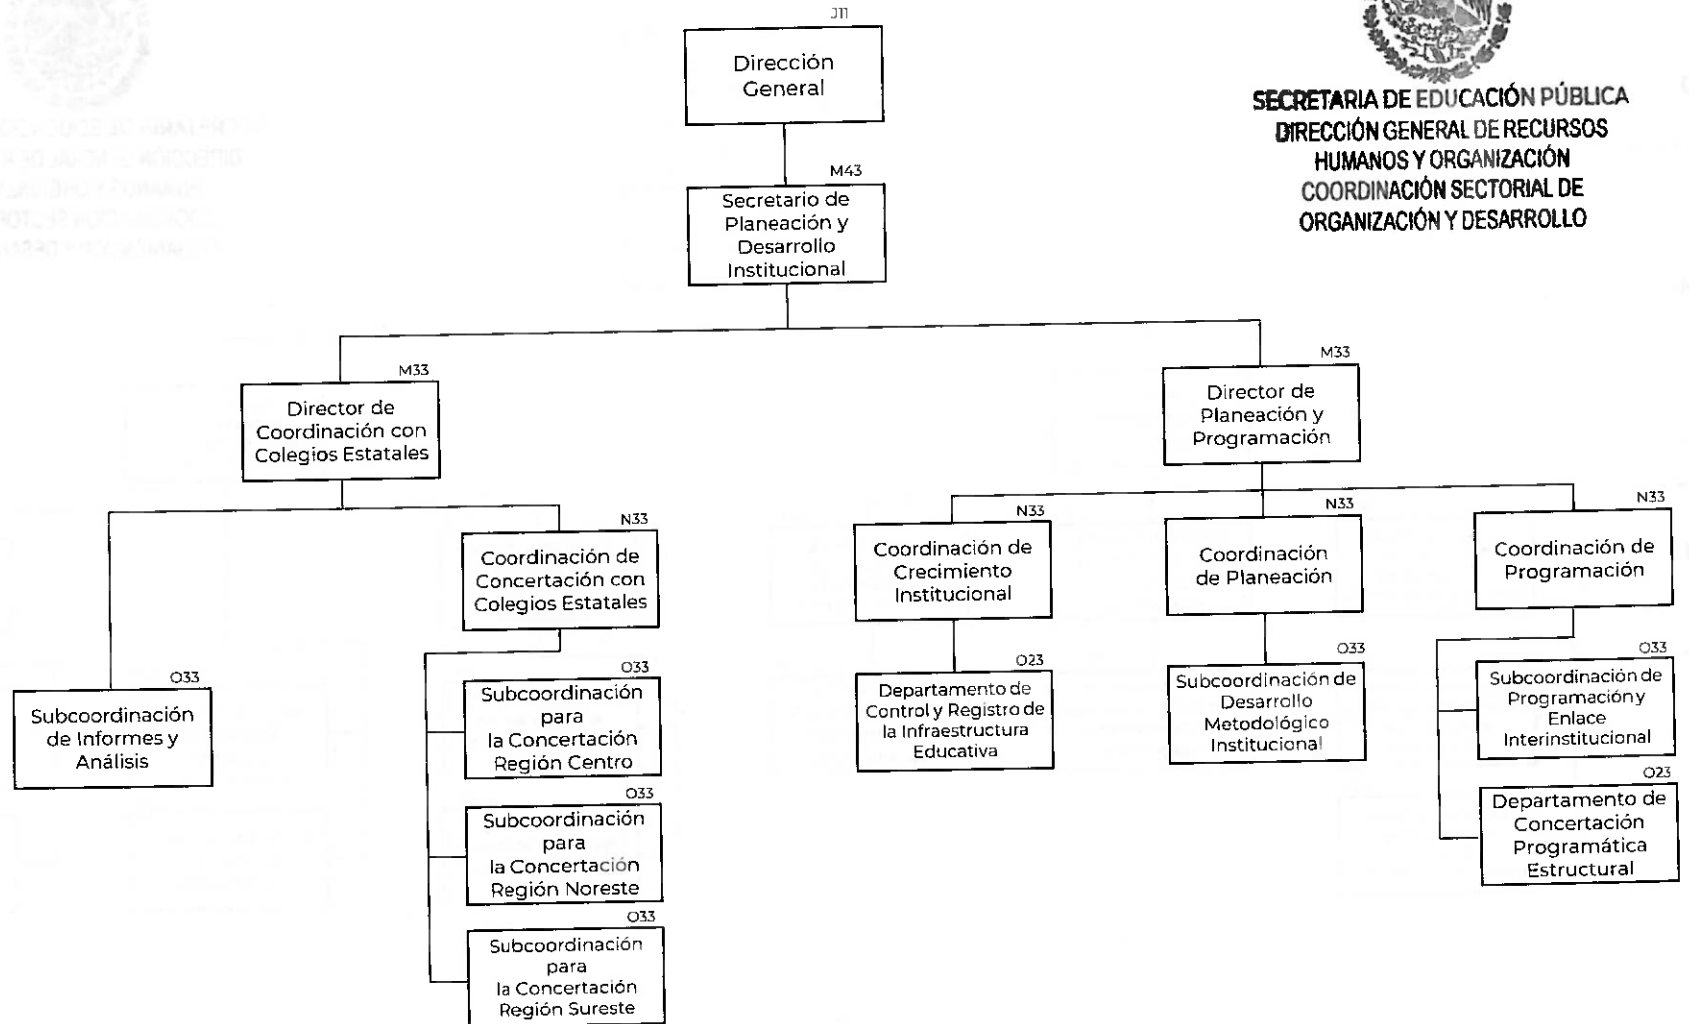 J11
Dirección
General
SECRETARIA DE EDUCACIÓN PÚBLICA
DIRECCIÓN GENERAL DE RECURSOS
HUMANOS Y ORGANIZACIÓN
COORDINACIÓN SECTORIAL DE
ORGANIZACIÓN Y DESARROLLO
M43
Secretario de
Planeación y
Desarrollo
Institucional
M33
Director de
Coordinación con
Colegios Estatales
M33
Director de
Planeación y
Programación
N33
Coordinación de
Concertación con
Colegios Estatales
N33
Coordinación de
Crecimiento
Institucional
N33
Coordinación
de Planeación
N33
Coordinación de
Programación
O33
Subcoordinación
de Informes y
Análisis
O33
Subcoordinación
para
la Concertación
Región Centro
O33
Subcoordinación
para
la Concertación
Región Noreste
O33
Subcoordinación
para
la Concertación
Región Sureste
O23
Departamento de
Control y Registro de
la Infraestructura
Educativa
O33
Subcoordinación de
Desarrollo
Metodológico
Institucional
O33
Subcoordinación de
Programación y
Enlace
Interinstitucional
O23
Departamento de
Concertación
Programática
Estructural